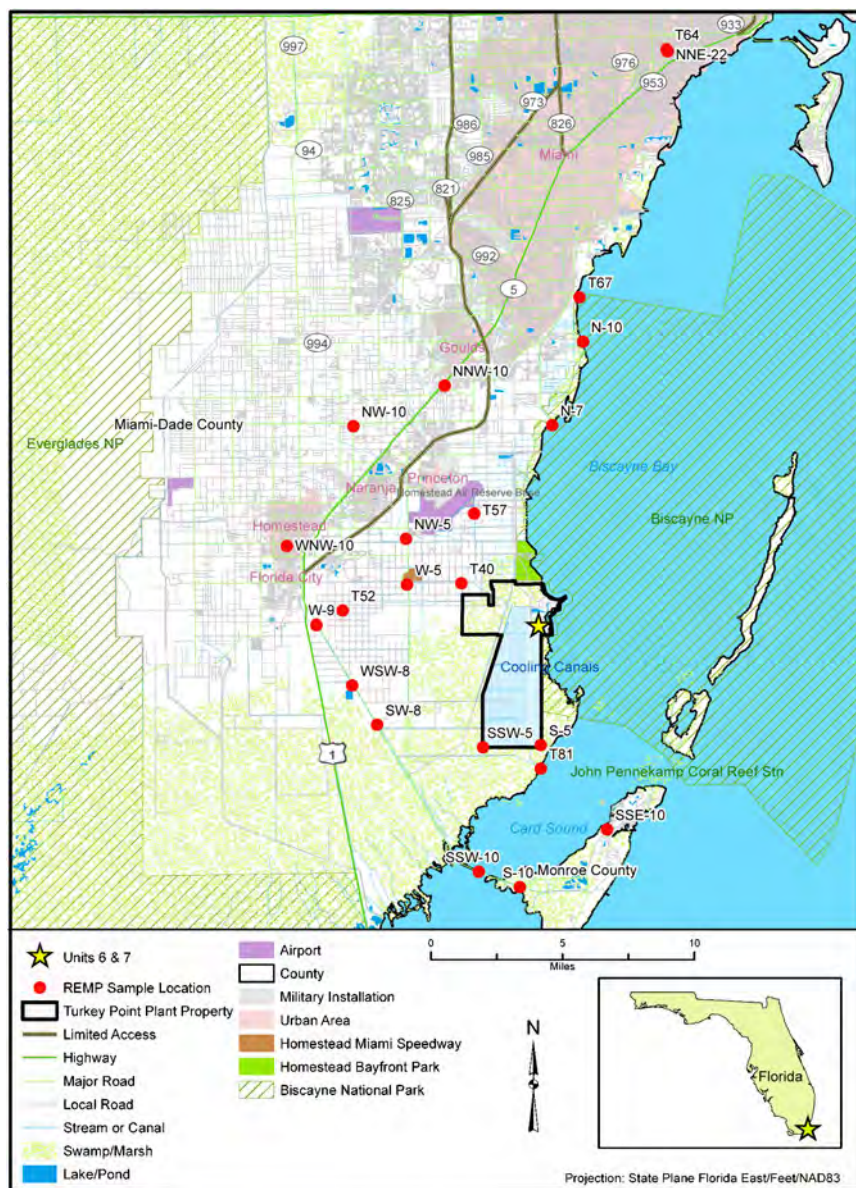 933
997
T64
NNE-22
976
953
973
986
826
94
985
Miami
821
825
992
5
T67
994
N-10
Goulds
NNW-10
NW-10
N-7
Miami-Dade County
Everglades NP
Biscayne Bay
Princeton
Naranja
Homestead Air Reserve Base
Biscayne NP
T57
Homestead
NW-5
WNW-10
W-5
T40
Florida City
T52
W-9
Cooling Canals
WSW-8
SW-8
SSW-5
S-5
1
T81
John Pennekamp Coral Reef Stn
SSE-10
Card Sound
SSW-10
S-10
Monroe County
Units 6 & 7
REMP Sample Location
Turkey Point Plant Property
Limited Access
Highway
Major Road
Local Road
Stream or Canal
Swamp/Marsh
Lake/Pond
Airport
County
Military Installation
Urban Area
Homestead Miami Speedway
Homestead Bayfront Park
Biscayne National Park
0 5 10
Miles
N
Florida
Projection: State Plane Florida East/Feet/NAD83